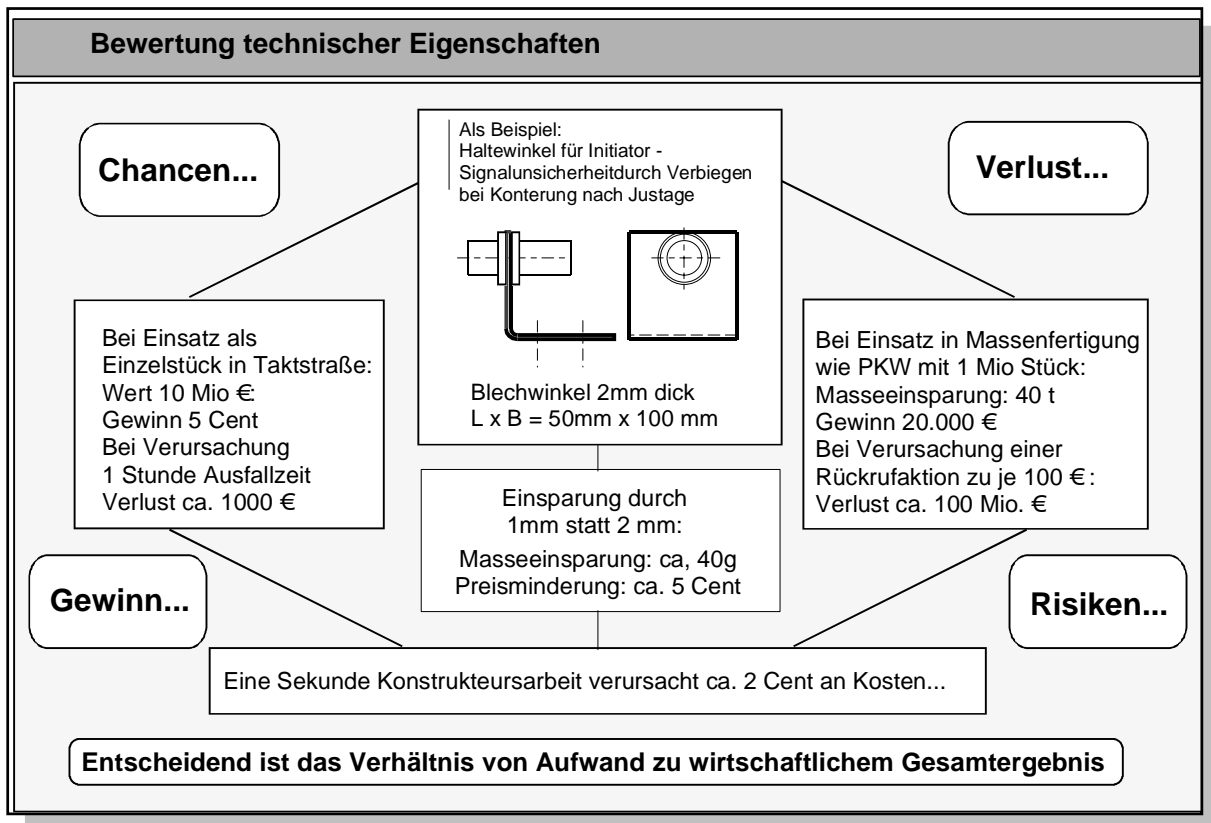 Bewertung technischer Eigenschaften
Chancen...
Als Beispiel:
Haltewinkel für Initiator -
Signalunsicherheitdurch Verbiegen
bei Konterung nach Justage
Verlust...
Bei Einsatz als
Einzelstück in Taktstraße:
Wert 10 Mio €:
Gewinn 5 Cent
Bei Verursachung
1 Stunde Ausfallzeit
Verlust ca. 1000 €
Blechwinkel 2mm dick
L x B = 50mm x 100 mm
Bei Einsatz in Massenfertigung
wie PKW mit 1 Mio Stück:
Masseeinsparung: 40 t
Gewinn 20.000 €
Bei Verursachung einer
Rückrufaktion zu je 100 € :
Verlust ca. 100 Mio. €
Einsparung durch
1mm statt 2 mm:
Masseeinsparung: ca, 40g
Preisminderung: ca. 5 Cent
Gewinn...
Risiken...
Eine Sekunde Konstrukteursarbeit verursacht ca. 2 Cent an Kosten...
Entscheidend ist das Verhältnis von Aufwand zu wirtschaftlichem Gesamtergebnis